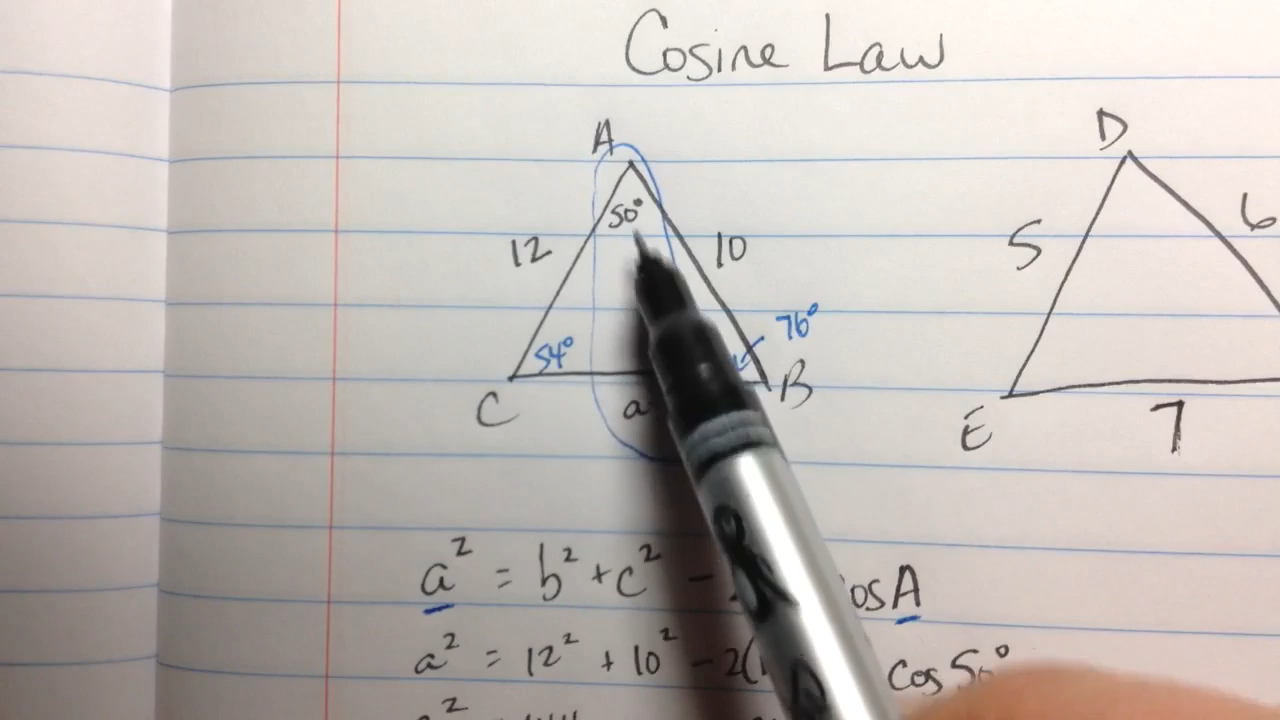 Cosine Law
A
D
50°
12
10
5
6
76°
54°
C
a
B
E
7
a² = b² + c² - cos A
a² = 12² + 10² - 2( cos 50°